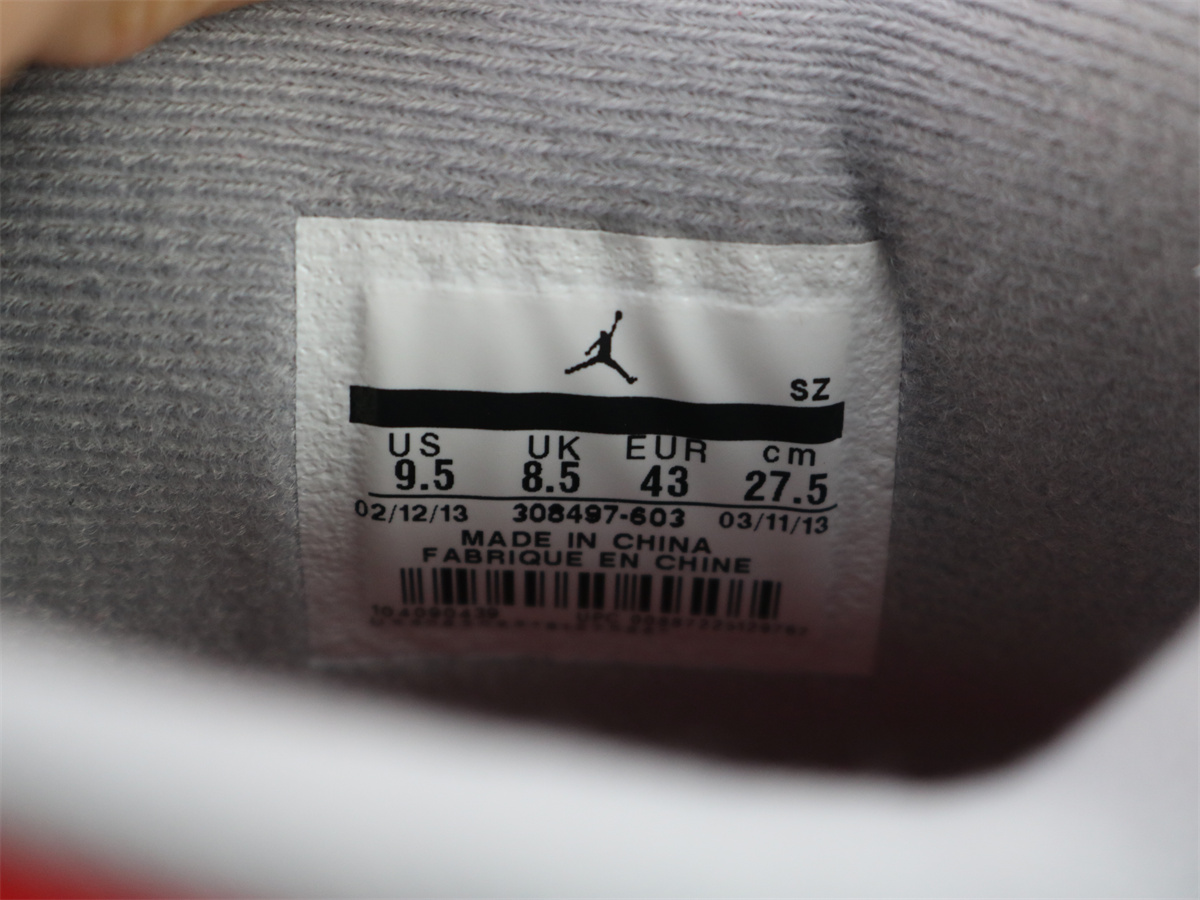 SZ
US UK EUR cm
9.5 8.5 43 27.5
02/12/13 308497-603 03/11/13
MADE IN CHINA
FABRIQUE EN CHINE
UPC